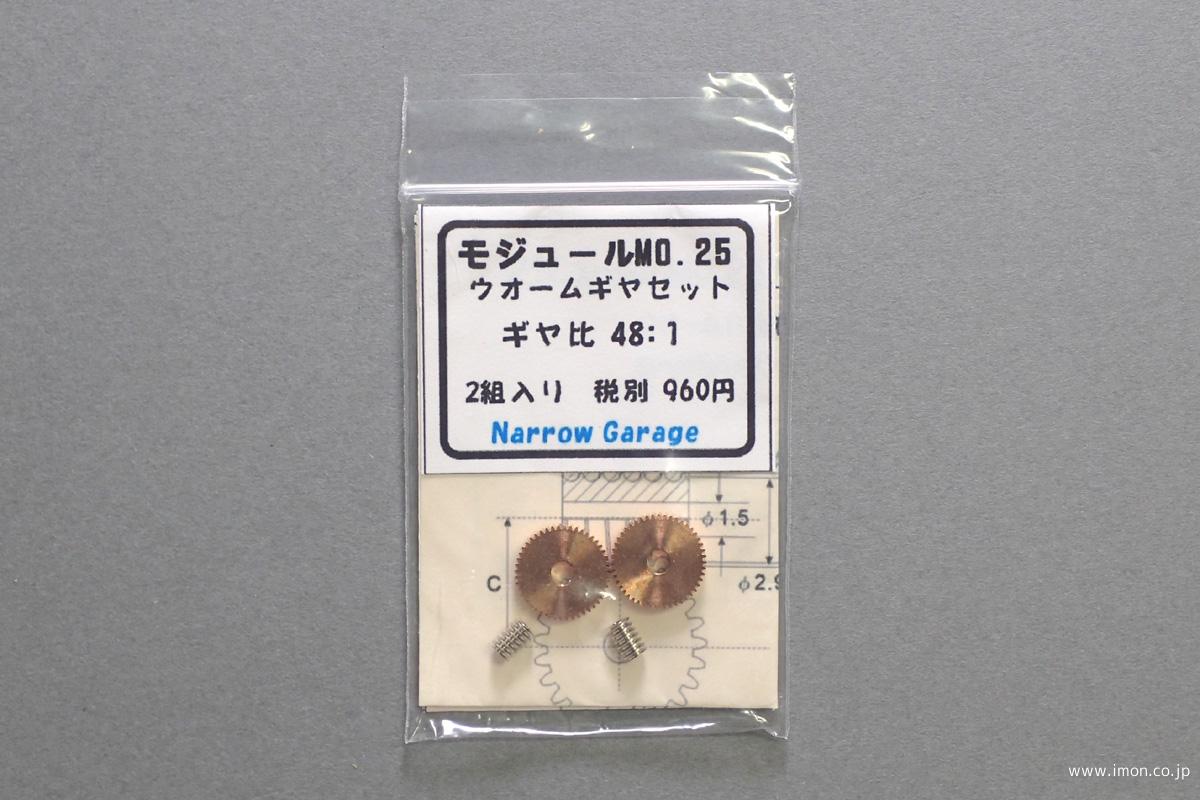 モジュールM0.25
ウオームギヤセット
ギヤ比 48:1
2組入り 税別 960円
Narrow Garage
φ1.5
C
φ2.9
www.imon.co.jp